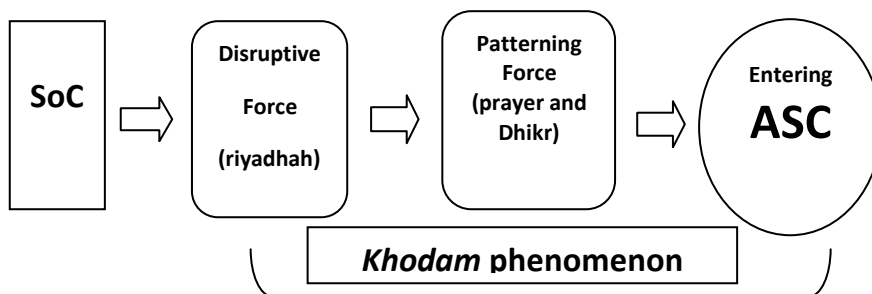 SoC
Disruptive
Force
(riyadhah)
Patterning
Force
(prayer and
Dhikr)
Entering
ASC
Khodam phenomenon